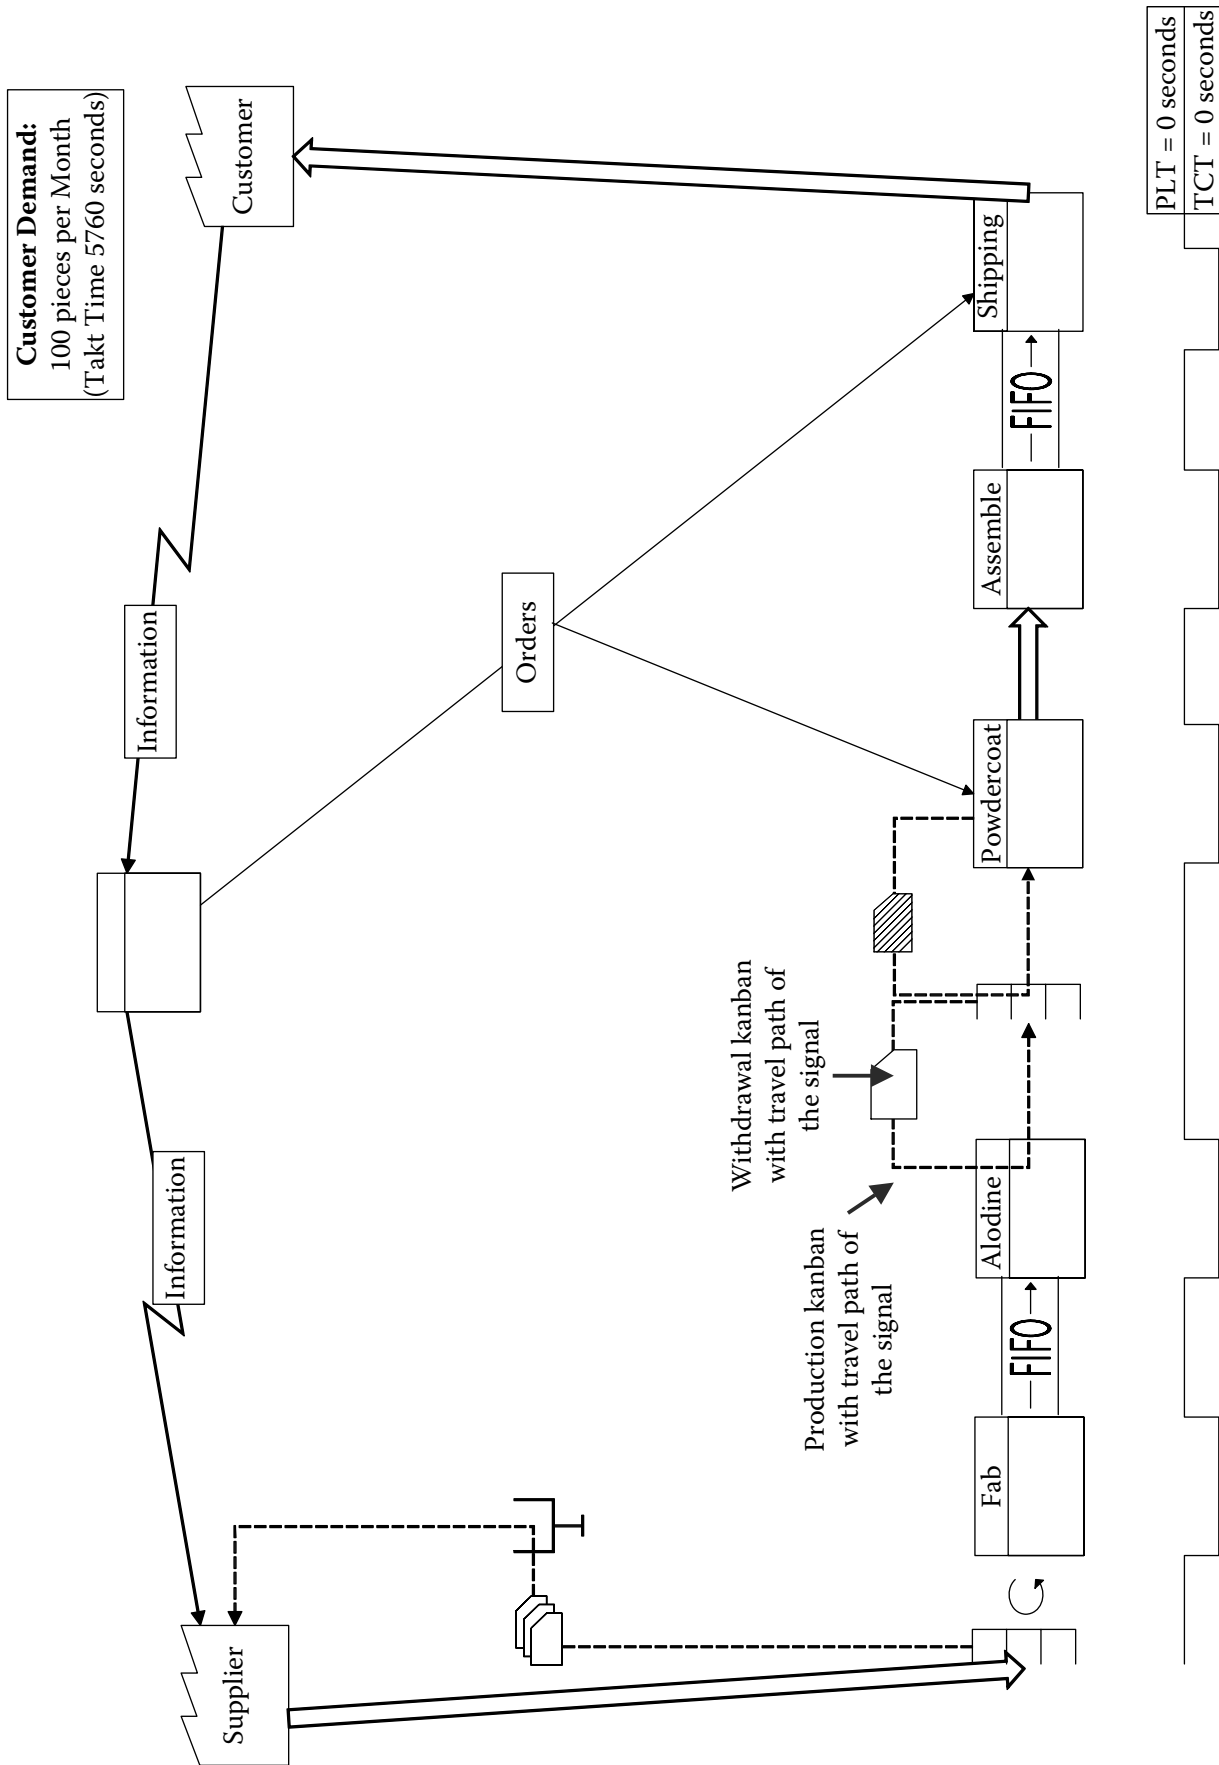 Customer Demand:
100 pieces per Month
(Takt Time 5760 seconds)
Supplier
Information
Information
Customer
Orders
Production kanban
with travel path of
the signal
Withdrawal kanban
with travel path of
the signal
Fab
FIFO
Alodine
Powdercoat
Assemble
FIFO
Shipping
PLT = 0 seconds
TCT = 0 seconds